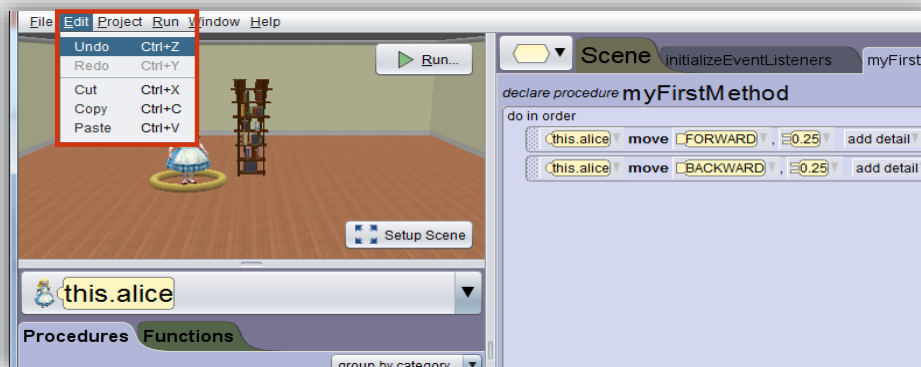 File Edit Project Run Window Help
Undo Ctrl+Z
Redo Ctrl+Y
Cut Ctrl+X
Copy Ctrl+C
Paste Ctrl+V
Run...
Setup Scene
this.alice
Procedures Functions
group by category
Scene initializeEventListeners myFirst
declare procedure myFirstMethod
do in order
this.alice move FORWARD , 0.25 add detail
this.alice move BACKWARD , 0.25 add detail